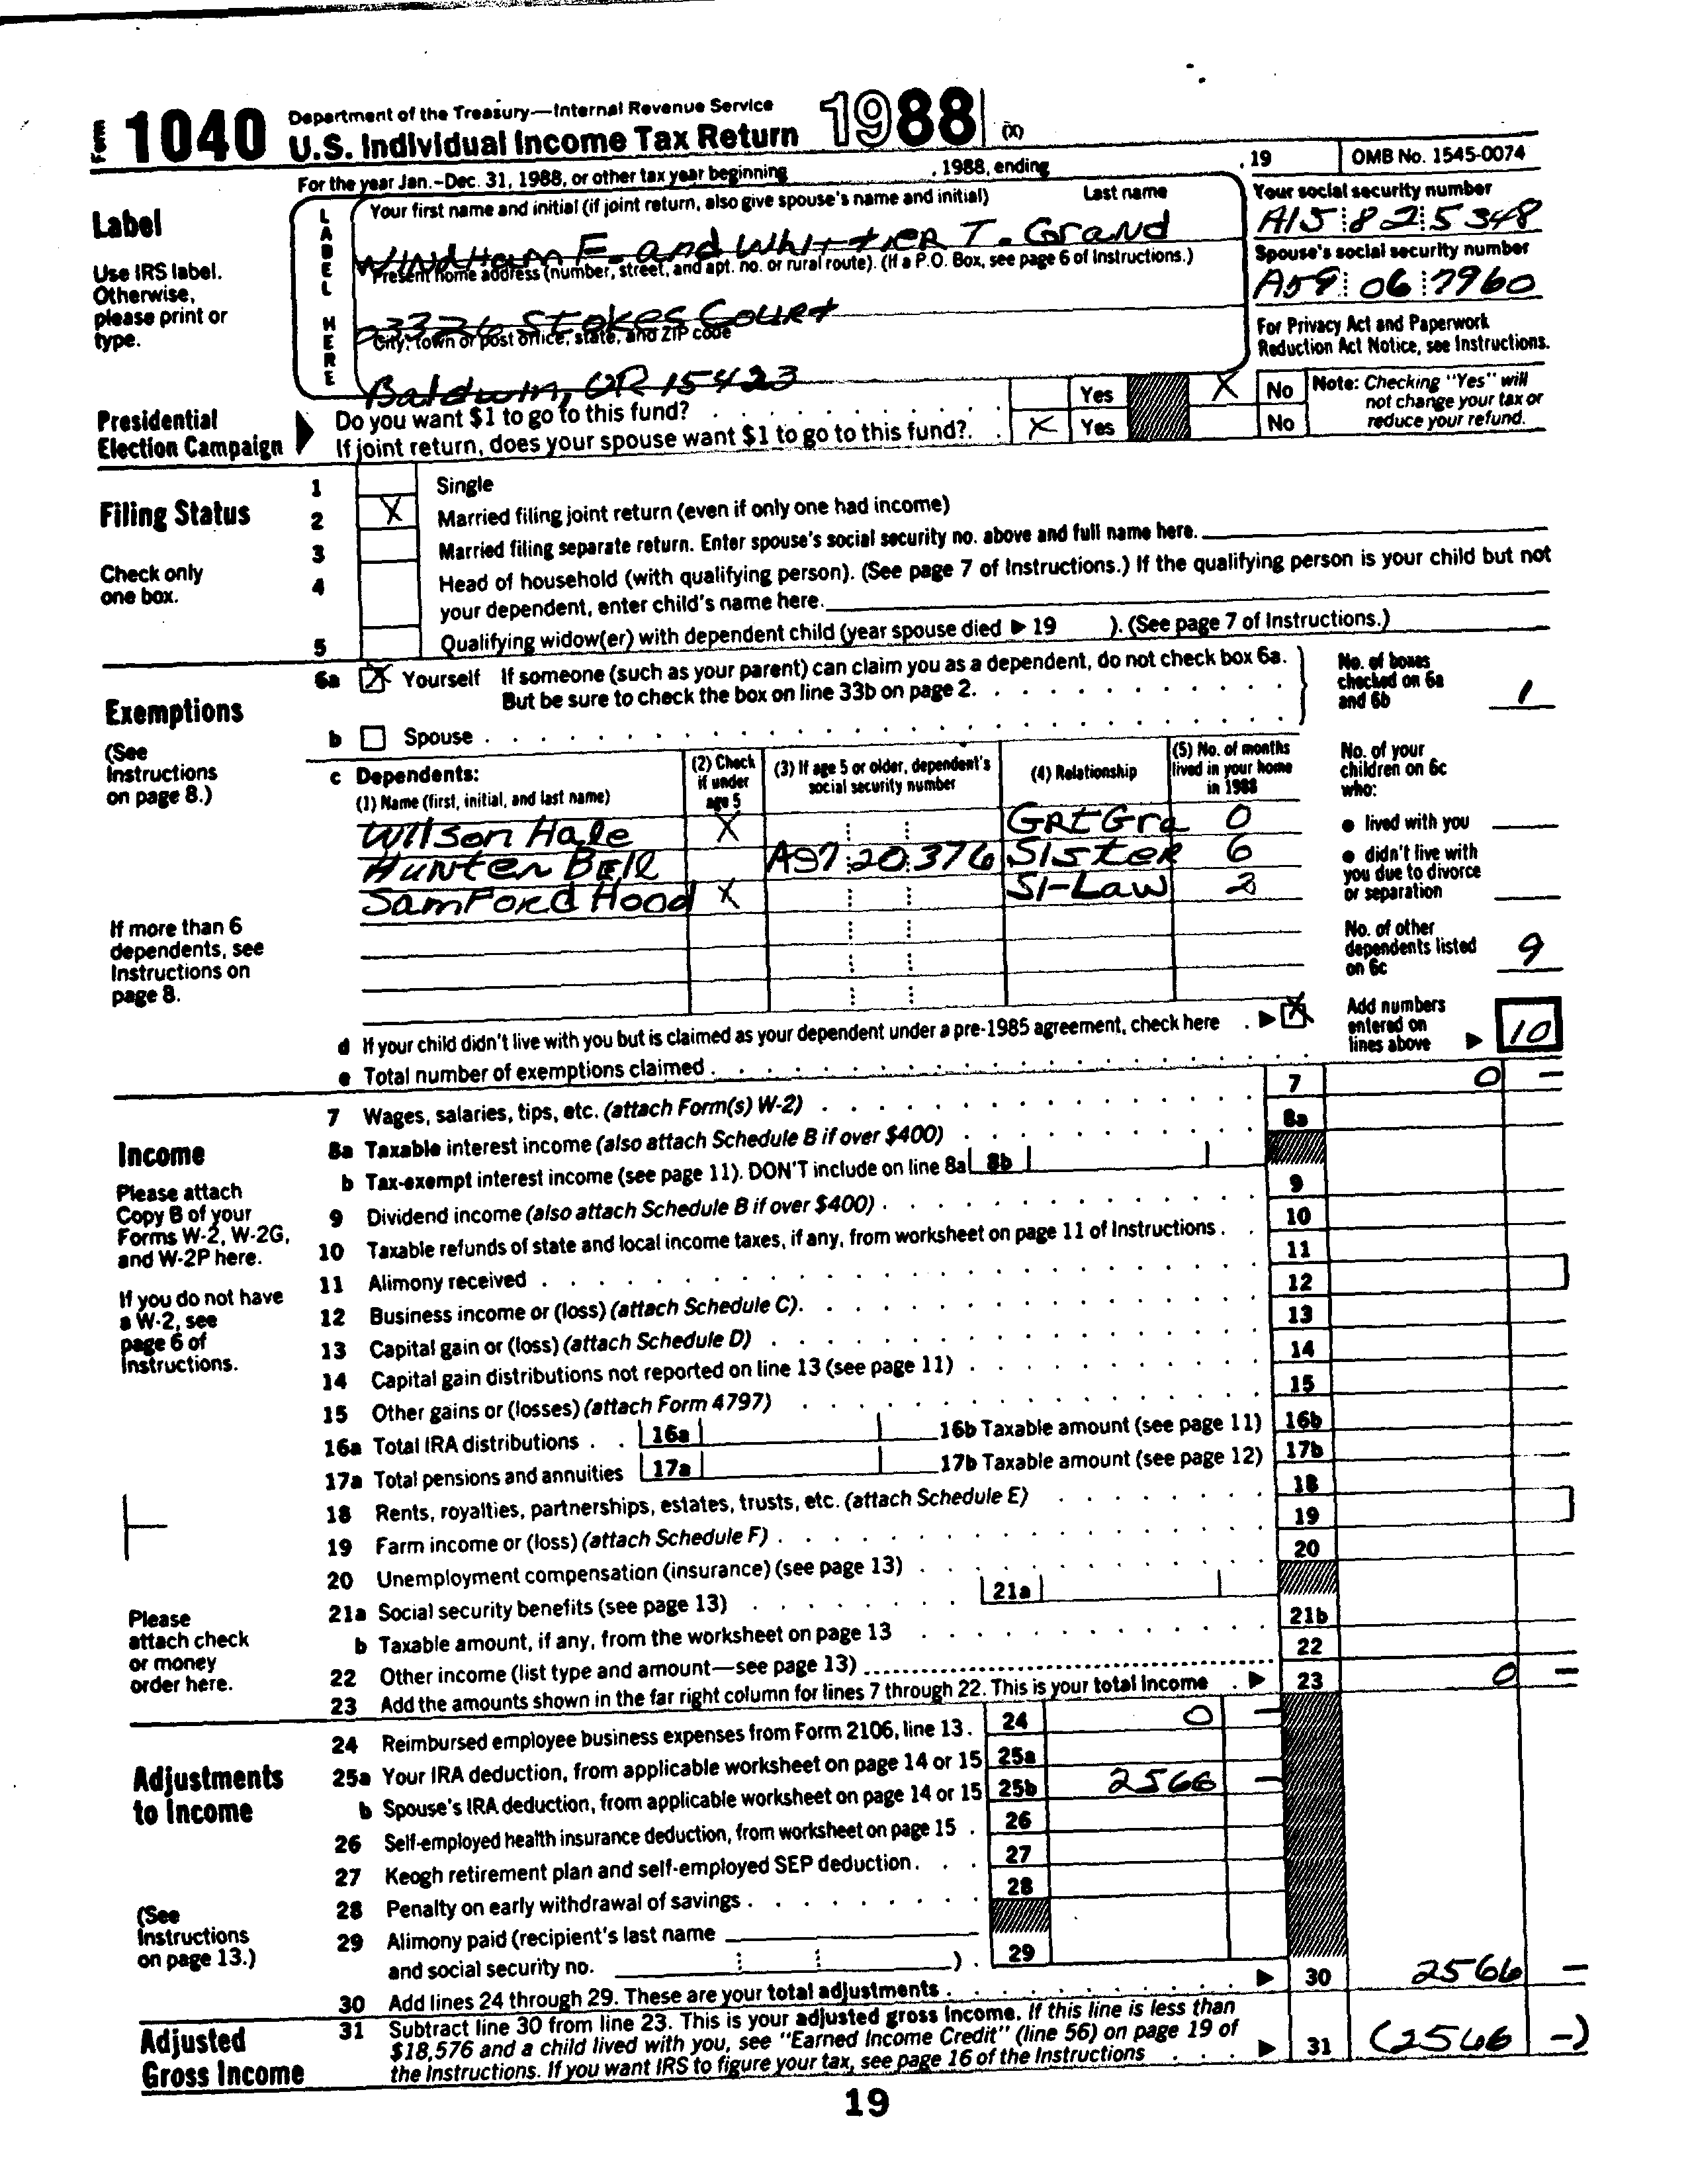 Form 1040 Department of the Treasury—Internal Revenue Service
U.S. Individual Income Tax Return 1988 (X)
For the year Jan.-Dec. 31, 1988, or other tax year beginning , 1988, ending , 19 OMB No. 1545-0074
Label
Use IRS label. Otherwise, please print or type.
LABEL HERE
Your first name and initial (if joint return, also give spouse's name and initial) Last name
WINdHam F. and WhittieR T. Grand
Your social security number
A15 82 5348
Present home address (number, street, and apt. no. or rural route). (If a P.O. Box, see page 6 of Instructions.)
Spouse's social security number
A59 06 7960
23326 Stokes Court
City, town or post office, state, and ZIP code
Baldwin, OR 15423
For Privacy Act and Paperwork
Reduction Act Notice, see Instructions.
Presidential Election Campaign
Do you want $1 to go to this fund? Yes X No
If joint return, does your spouse want $1 to go to this fund? X Yes No
Note: Checking "Yes" will not change your tax or reduce your refund.
Filing Status
Check only one box.
1 Single
2 X Married filing joint return (even if only one had income)
3 Married filing separate return. Enter spouse's social security no. above and full name here.
4 Head of household (with qualifying person). (See page 7 of Instructions.) If the qualifying person is your child but not
your dependent, enter child's name here.
5 Qualifying widow(er) with dependent child (year spouse died ▶ 19 ). (See page 7 of Instructions.)
Exemptions
(See Instructions on page 8.)
6a X Yourself If someone (such as your parent) can claim you as a dependent, do not check box 6a.
But be sure to check the box on line 33b on page 2.
No. of boxes checked on 6a and 6b 1
b Spouse
c Dependents:
(1) Name (first, initial, and last name) (2) Check if under age 5 (3) If age 5 or older, dependent's social security number (4) Relationship (5) No. of months lived in your home in 1988
Wilson Hale X GrtGra 0
Hunter Bell A97 20 376 Sister 6
Samford Hood X SI-Law 2
No. of your children on 6c who:
● lived with you
● didn't live with you due to divorce or separation
No. of other dependents listed on 6c 9
If more than 6 dependents, see Instructions on page 8.
d If your child didn't live with you but is claimed as your dependent under a pre-1985 agreement, check here ▶ X
e Total number of exemptions claimed
Add numbers entered on lines above ▶ 10
Income
Please attach Copy B of your Forms W-2, W-2G, and W-2P here.
If you do not have a W-2, see page 6 of Instructions.
Please attach check or money order here.
7 Wages, salaries, tips, etc. (attach Form(s) W-2) 7 0 –
8a Taxable interest income (also attach Schedule B if over $400) 8a
b Tax-exempt interest income (see page 11). DON'T include on line 8a 8b
9 Dividend income (also attach Schedule B if over $400) 9
10 Taxable refunds of state and local income taxes, if any, from worksheet on page 11 of Instructions 10
11 Alimony received 11
12 Business income or (loss) (attach Schedule C) 12
13 Capital gain or (loss) (attach Schedule D) 13
14 Capital gain distributions not reported on line 13 (see page 11) 14
15 Other gains or (losses) (attach Form 4797) 15
16a Total IRA distributions 16a 16b Taxable amount (see page 11) 16b
17a Total pensions and annuities 17a 17b Taxable amount (see page 12) 17b
18 Rents, royalties, partnerships, estates, trusts, etc. (attach Schedule E) 18
19 Farm income or (loss) (attach Schedule F) 19
20 Unemployment compensation (insurance) (see page 13) 20
21a Social security benefits (see page 13) 21a
b Taxable amount, if any, from the worksheet on page 13 21b
22 Other income (list type and amount—see page 13) 22
23 Add the amounts shown in the far right column for lines 7 through 22. This is your total income ▶ 23 0 –
Adjustments to Income
(See Instructions on page 13.)
24 Reimbursed employee business expenses from Form 2106, line 13. 24 0 –
25a Your IRA deduction, from applicable worksheet on page 14 or 15 25a
b Spouse's IRA deduction, from applicable worksheet on page 14 or 15 25b 2566 –
26 Self-employed health insurance deduction, from worksheet on page 15 26
27 Keogh retirement plan and self-employed SEP deduction 27
28 Penalty on early withdrawal of savings 28
29 Alimony paid (recipient's last name
and social security no. ) 29
30 Add lines 24 through 29. These are your total adjustments ▶ 30 2566 –
Adjusted Gross Income
31 Subtract line 30 from line 23. This is your adjusted gross income. If this line is less than
$18,576 and a child lived with you, see "Earned Income Credit" (line 56) on page 19 of
the Instructions. If you want IRS to figure your tax, see page 16 of the Instructions ▶ 31 (2566 –)
19